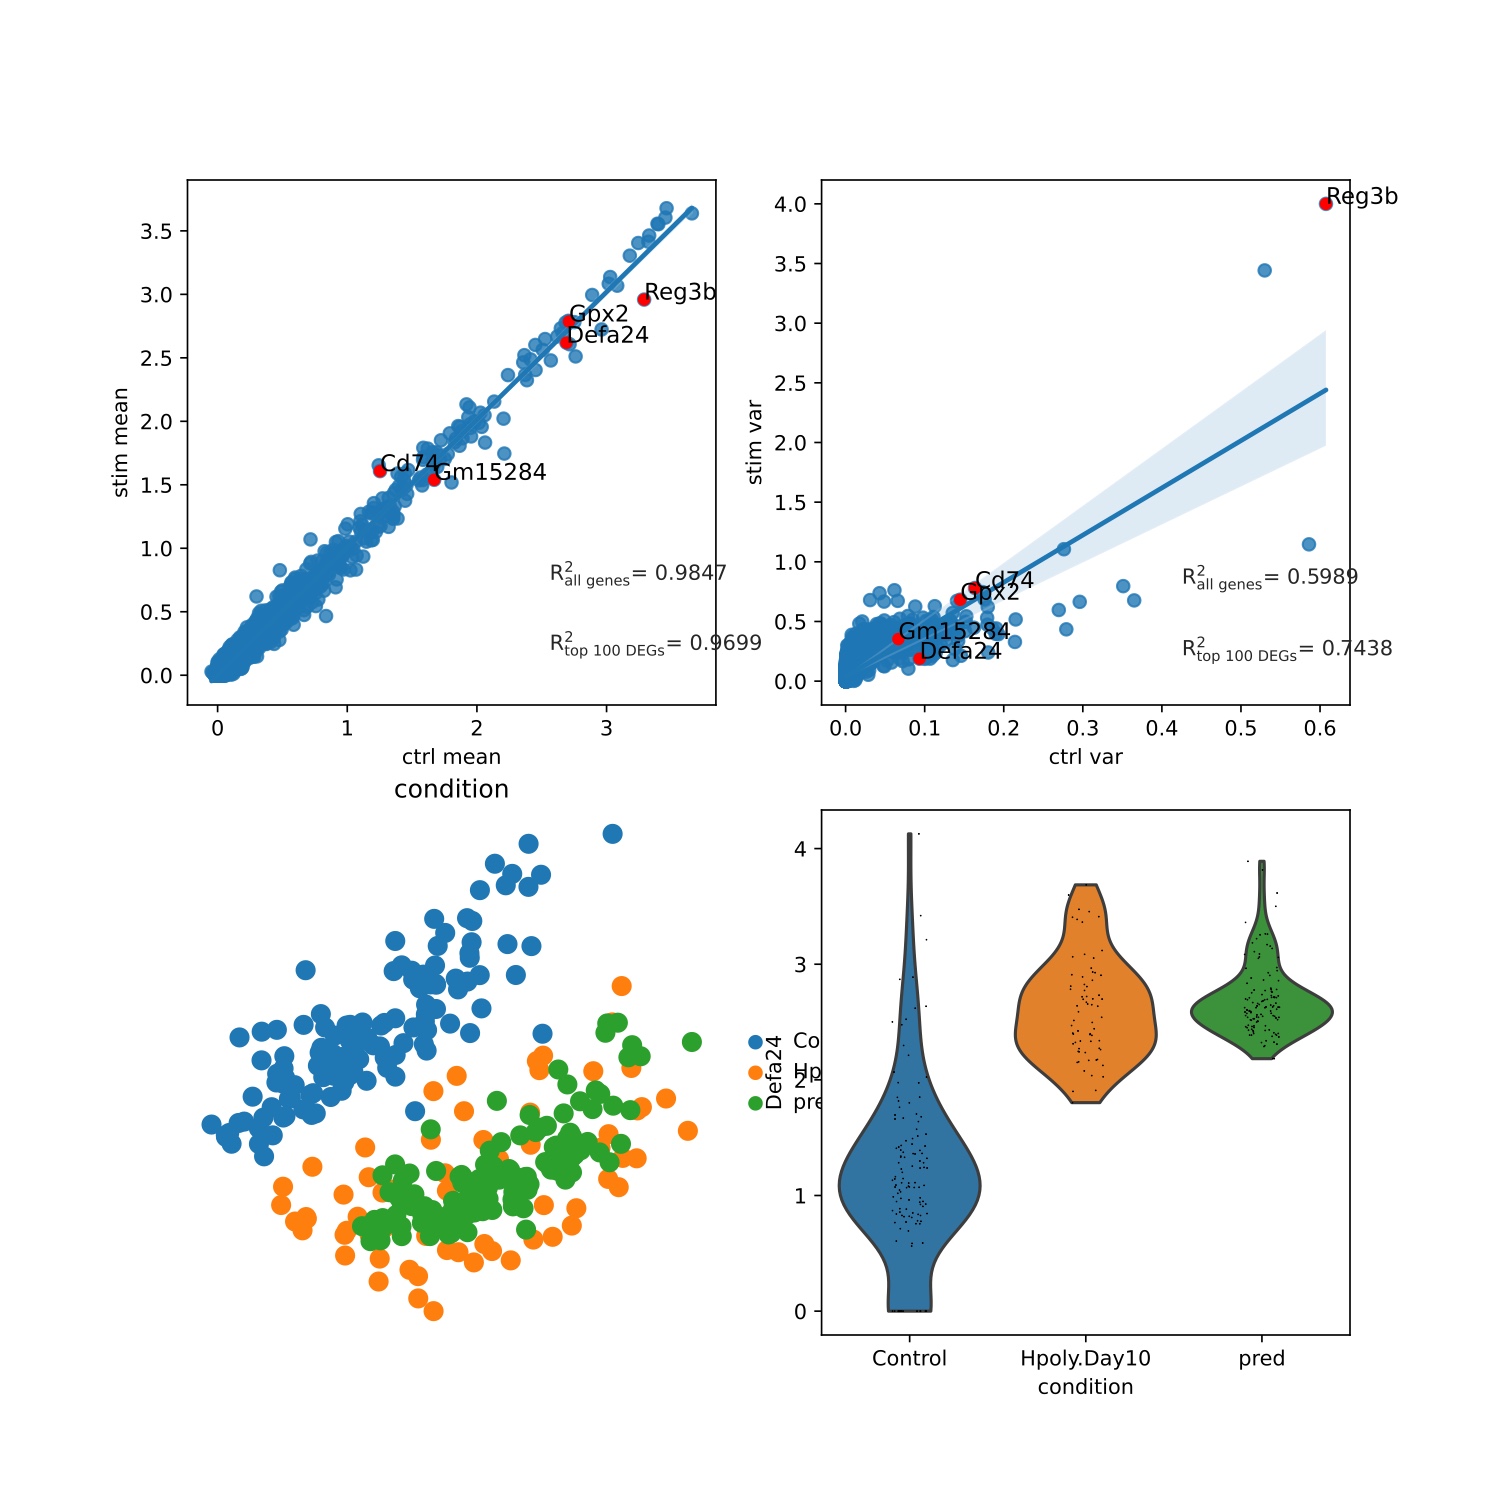 3.5
3.0
2.5
2.0
1.5
1.0
0.5
0.0
stim mean
Reg3b
Gpx2
Defa24
Cd74
Gm15284
R²all genes= 0.9847
R²top 100 DEGs= 0.9699
0 1 2 3
ctrl mean
4.0
3.5
3.0
2.5
2.0
1.5
1.0
0.5
0.0
stim var
Reg3b
Cd74
Gpx2
Gm15284
Defa24
R²all genes= 0.5989
R²top 100 DEGs= 0.7438
0.0 0.1 0.2 0.3 0.4 0.5 0.6
ctrl var
condition
Co
Hp
pre
Defa24
4
3
2
1
0
Control Hpoly.Day10 pred
condition